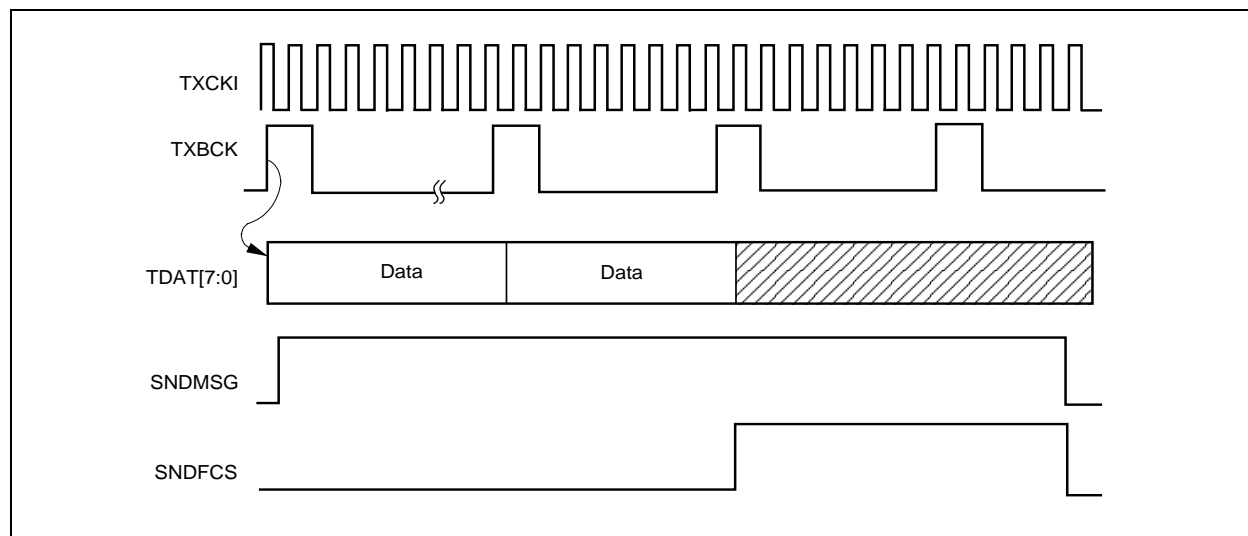 TXCKI
TXBCK
TDAT[7:0]
Data
Data
SNDMSG
SNDFCS